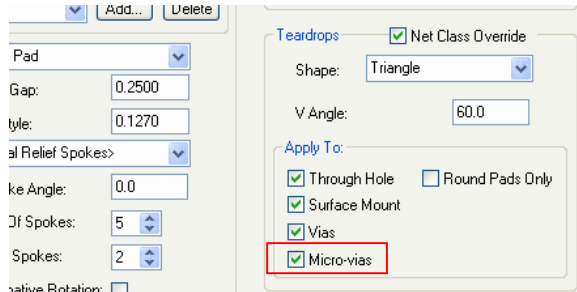 Add... Delete
Pad
Gap: 0.2500
tyle: 0.1270
al Relief Spokes>
ke Angle: 0.0
Of Spokes: 5
Spokes: 2
native Rotation:
Teardrops Net Class Override
Shape: Triangle
V Angle: 60.0
Apply To:
Through Hole Round Pads Only
Surface Mount
Vias
Micro-vias